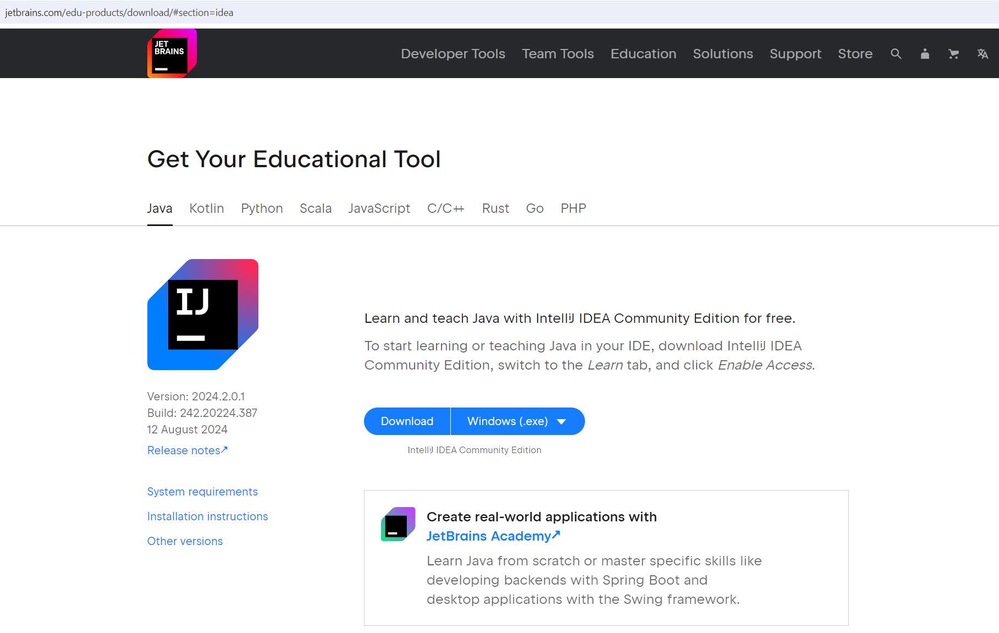 jetbrains.com/edu-products/download/#section=idea
JET
BRAINS
Developer Tools Team Tools Education Solutions Support Store
Get Your Educational Tool
Java Kotlin Python Scala JavaScript C/C++ Rust Go PHP
IJ
Learn and teach Java with IntelliJ IDEA Community Edition for free.
To start learning or teaching Java in your IDE, download IntelliJ IDEA
Community Edition, switch to the Learn tab, and click Enable Access.
Version: 2024.2.0.1
Build: 242.20224.387
12 August 2024
Release notes↗
Download Windows (.exe)
IntelliJ IDEA Community Edition
System requirements
Installation instructions
Other versions
Create real-world applications with
JetBrains Academy↗
Learn Java from scratch or master specific skills like
developing backends with Spring Boot and
desktop applications with the Swing framework.